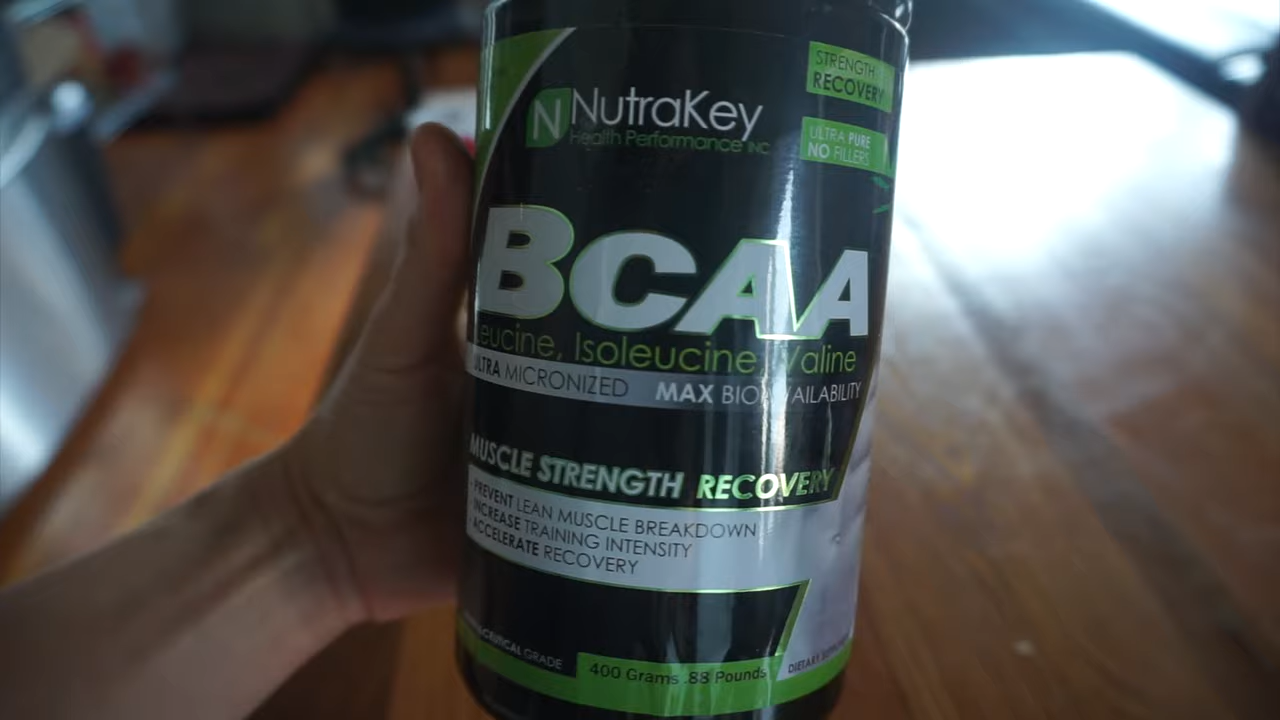 N NutraKey
Health Performance INC
STRENGTH
RECOVERY
ULTRA PURE
NO FILLERS
BCAA
Leucine, Isoleucine, Valine
ULTRA MICRONIZED MAX BIOAVAILABILITY
MUSCLE STRENGTH RECOVERY
- PREVENT LEAN MUSCLE BREAKDOWN
- INCREASE TRAINING INTENSITY
- ACCELERATE RECOVERY
GRADE
400 Grams .88 Pounds
DIETARY